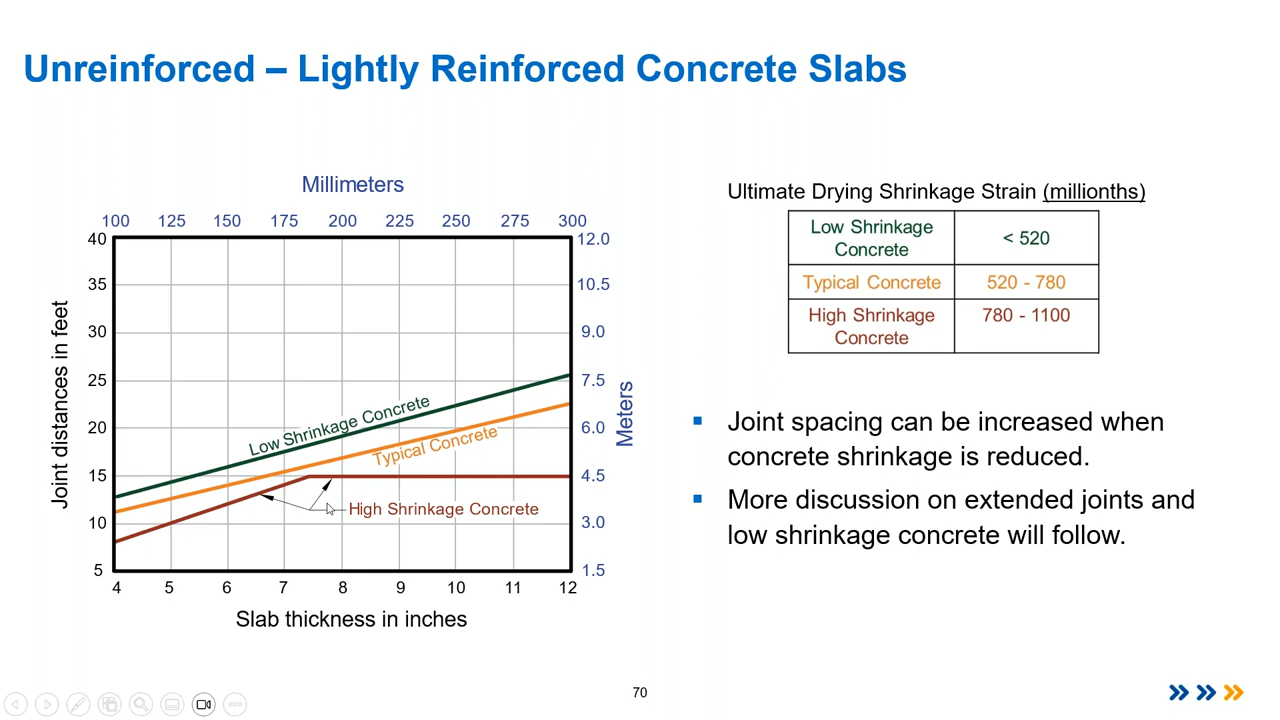 Unreinforced – Lightly Reinforced Concrete Slabs
Millimeters
100 125 150 175 200 225 250 275 300
40
35
30
25
20
15
10
5
Joint distances in feet
12.0
10.5
9.0
7.5
6.0
4.5
3.0
1.5
Meters
Low Shrinkage Concrete
Typical Concrete
High Shrinkage Concrete
4 5 6 7 8 9 10 11 12
Slab thickness in inches
Ultimate Drying Shrinkage Strain (millionths)
Low Shrinkage
Concrete
< 520
Typical Concrete
520 - 780
High Shrinkage
Concrete
780 - 1100
Joint spacing can be increased when
concrete shrinkage is reduced.
More discussion on extended joints and
low shrinkage concrete will follow.
70